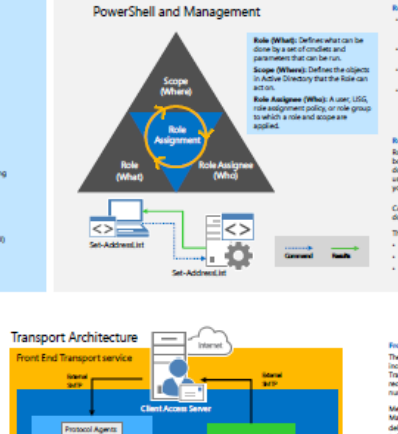 PowerShell and Management
Role (What): Defines what can be
done by a set of cmdlets and
parameters that can be run.
Scope (Where): Defines the objects
in Active Directory that the Role can
act on.
Role Assignee (Who): A user, USG,
role assignment policy, or role group
to which a role and scope are
applied.
Scope
(Where)
Role
Assignment
Role
(What)
Role Assignee
(Who)
Set-AddressList
Set-AddressList
Command
Results
Transport Architecture
Internet
Front End Transport service
External
SMTP
External
SMTP
Client Access Server
Protocol Agents